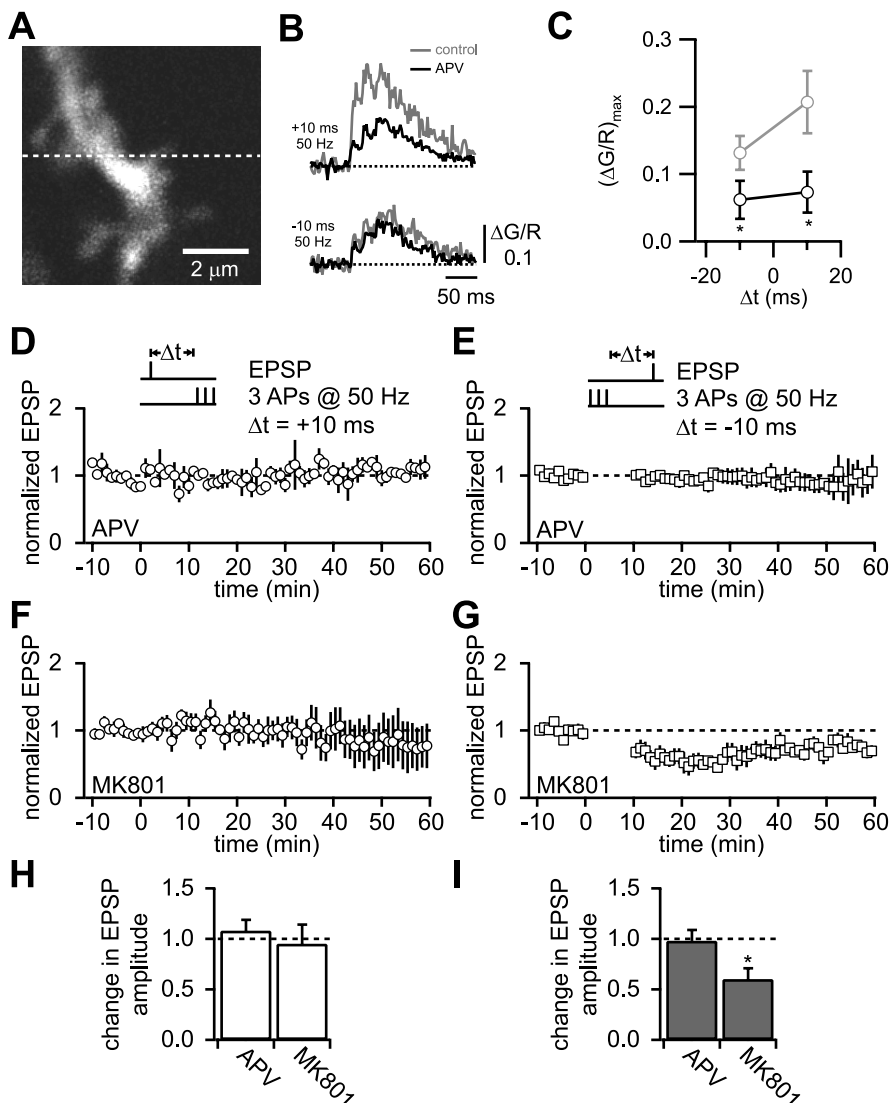 A
2 μm
B
control
APV
+10 ms
50 Hz
-10 ms
50 Hz
ΔG/R
0.1
50 ms
C
0.3
0.2
0.1
0.0
(ΔG/R)max
*
*
-20
0
20
Δt (ms)
D
Δt
EPSP
3 APs @ 50 Hz
Δt = +10 ms
normalized EPSP
2
1
0
APV
-10 0 10 20 30 40 50 60
time (min)
E
Δt
EPSP
3 APs @ 50 Hz
Δt = -10 ms
normalized EPSP
2
1
0
APV
-10 0 10 20 30 40 50 60
time (min)
F
normalized EPSP
2
1
0
MK801
-10 0 10 20 30 40 50 60
time (min)
G
normalized EPSP
2
1
0
MK801
-10 0 10 20 30 40 50 60
time (min)
H
change in EPSP
amplitude
1.5
1.0
0.5
0.0
APV
MK801
I
change in EPSP
amplitude
1.5
1.0
0.5
0.0
*
APV
MK801